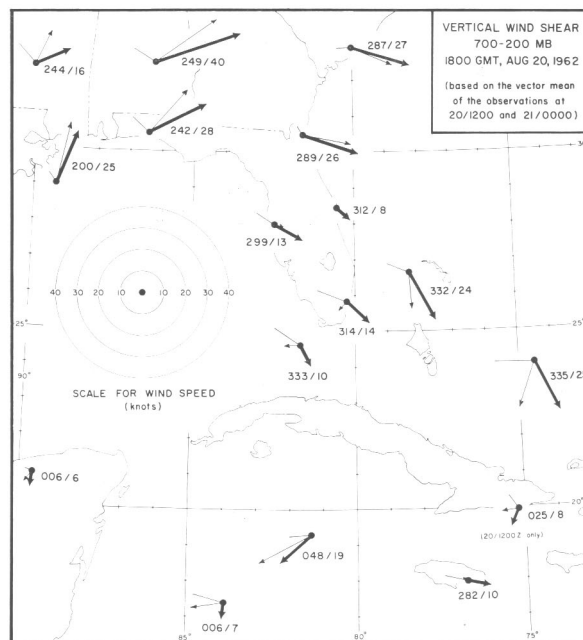 VERTICAL WIND SHEAR
700-200 MB
1800 GMT, AUG 20, 1962
(based on the vector mean
of the observations at
20/1200 and 21/0000)
244/16
249/40
287/27
242/28
289/26
200/25
30
312/8
299/13
332/24
40 30 20 10 10 20 30 40
314/14
25°
25°
333/10
90°
SCALE FOR WIND SPEED
(knots)
006/6
20°
025/8
(20/1200Z only)
048/19
282/10
006/7
85°
80°
75°